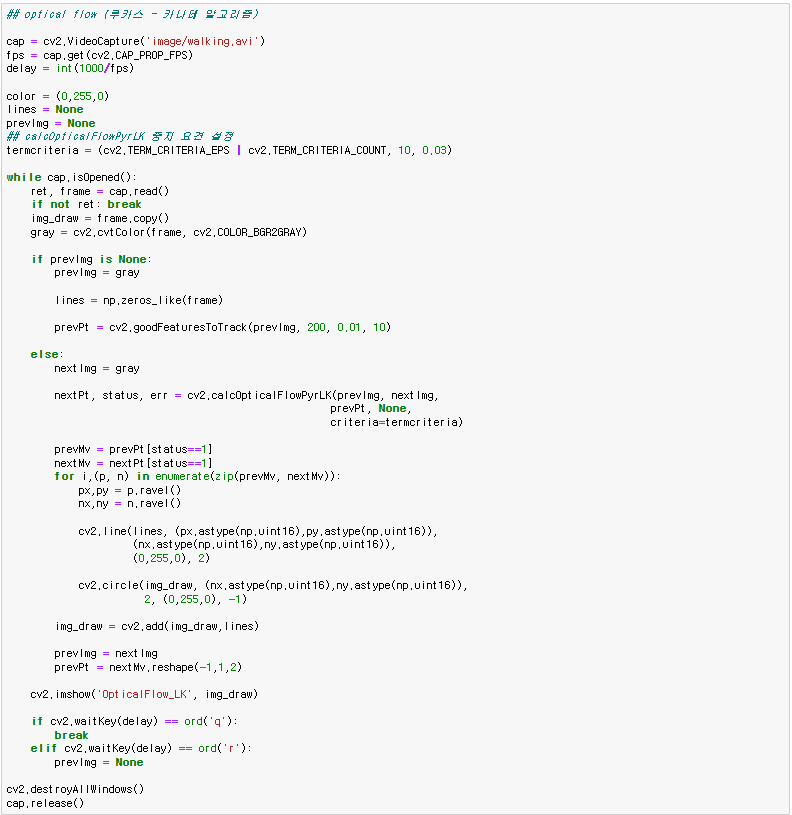 ## optical flow (루카스 - 카나데 알고리즘)
cap = cv2.VideoCapture('image/walking.avi')
fps = cap.get(cv2.CAP_PROP_FPS)
delay = int(1000/fps)
color = (0,255,0)
lines = None
prevImg = None
## calcOpticalFlowPyrLK 중지 요건 설정
termcriteria = (cv2.TERM_CRITERIA_EPS | cv2.TERM_CRITERIA_COUNT, 10, 0.03)
while cap.isOpened():
    ret, frame = cap.read()
    if not ret: break
    img_draw = frame.copy()
    gray = cv2.cvtColor(frame, cv2.COLOR_BGR2GRAY)
    if prevImg is None:
        prevImg = gray
        lines = np.zeros_like(frame)
        prevPt = cv2.goodFeaturesToTrack(prevImg, 200, 0.01, 10)
    else:
        nextImg = gray
        nextPt, status, err = cv2.calcOpticalFlowPyrLK(prevImg, nextImg,
                                                      prevPt, None,
                                                      criteria=termcriteria)
        prevMv = prevPt[status==1]
        nextMv = nextPt[status==1]
        for i,(p, n) in enumerate(zip(prevMv, nextMv)):
            px,py = p.ravel()
            nx,ny = n.ravel()
            cv2.line(lines, (px.astype(np.uint16),py.astype(np.uint16)),
                     (nx.astype(np.uint16),ny.astype(np.uint16)),
                     (0,255,0), 2)
            cv2.circle(img_draw, (nx.astype(np.uint16),ny.astype(np.uint16)),
                       2, (0,255,0), -1)
        img_draw = cv2.add(img_draw,lines)
        prevImg = nextImg
        prevPt = nextMv.reshape(-1,1,2)
    cv2.imshow('OpticalFlow_LK', img_draw)
    if cv2.waitKey(delay) == ord('q'):
        break
    elif cv2.waitKey(delay) == ord('r'):
        prevImg = None
cv2.destroyAllWindows()
cap.release()